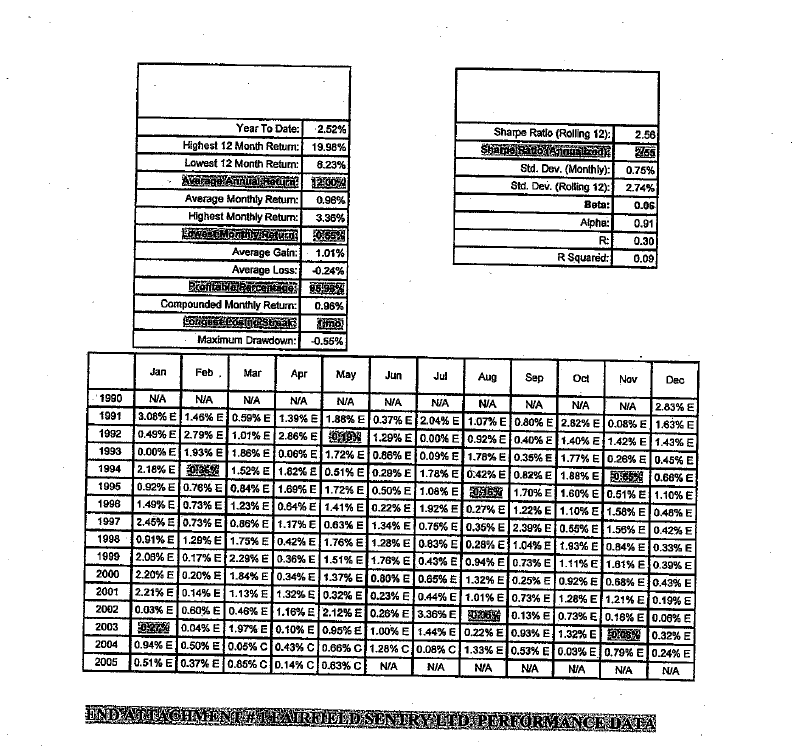 Year To Date: 2.52%
Highest 12 Month Return: 19.98%
Lowest 12 Month Return: 6.23%
Average Annual Return: 12.00%
Average Monthly Return: 0.96%
Highest Monthly Return: 3.36%
Lowest Monthly Return: -0.55%
Average Gain: 1.01%
Average Loss: -0.24%
Profitable Percentage:
Compounded Monthly Return: 0.96%
Longest Losing Streak:
Maximum Drawdown: -0.55%
Sharpe Ratio (Rolling 12): 2.56
Sharpe Ratio (Annualized):
Std. Dev. (Monthly): 0.75%
Std. Dev. (Rolling 12): 2.74%
Beta: 0.06
Alpha: 0.91
R: 0.30
R Squared: 0.09
Jan Feb Mar Apr May Jun Jul Aug Sep Oct Nov Dec
1990 N/A N/A N/A N/A N/A N/A N/A N/A N/A N/A N/A 2.83% E
1991 3.08% E 1.46% E 0.59% E 1.39% E 1.88% E 0.37% E 2.04% E 1.07% E 0.80% E 2.82% E 0.08% E 1.63% E
1992 0.49% E 2.79% E 1.01% E 2.86% E 1.29% E 0.00% E 0.92% E 0.40% E 1.40% E 1.42% E 1.43% E
1993 0.00% E 1.93% E 1.86% E 0.06% E 1.72% E 0.86% E 0.09% E 1.78% E 0.35% E 1.77% E 0.26% E 0.45% E
1994 2.18% E 1.52% E 1.82% E 0.51% E 0.29% E 1.78% E 0.42% E 0.82% E 1.88% E 0.66% E
1995 0.92% E 0.76% E 0.84% E 1.69% E 1.72% E 0.50% E 1.08% E 1.70% E 1.60% E 0.51% E 1.10% E
1996 1.49% E 0.73% E 1.23% E 0.64% E 1.41% E 0.22% E 1.92% E 0.27% E 1.22% E 1.10% E 1.58% E 0.48% E
1997 2.45% E 0.73% E 0.86% E 1.17% E 0.63% E 1.34% E 0.75% E 0.35% E 2.39% E 0.55% E 1.56% E 0.42% E
1998 0.91% E 1.29% E 1.75% E 0.42% E 1.76% E 1.28% E 0.83% E 0.28% E 1.04% E 1.93% E 0.84% E 0.33% E
1999 2.06% E 0.17% E 2.29% E 0.36% E 1.51% E 1.76% E 0.43% E 0.94% E 0.73% E 1.11% E 1.61% E 0.39% E
2000 2.20% E 0.20% E 1.84% E 0.34% E 1.37% E 0.80% E 0.65% E 1.32% E 0.25% E 0.92% E 0.68% E 0.43% E
2001 2.21% E 0.14% E 1.13% E 1.32% E 0.32% E 0.23% E 0.44% E 1.01% E 0.73% E 1.28% E 1.21% E 0.19% E
2002 0.03% E 0.60% E 0.46% E 1.16% E 2.12% E 0.26% E 3.36% E 0.13% E 0.73% E 0.18% E 0.06% E
2003 0.04% E 1.97% E 0.10% E 0.95% E 1.00% E 1.44% E 0.22% E 0.93% E 1.32% E 0.32% E
2004 0.94% E 0.50% E 0.05% C 0.43% C 0.66% C 1.28% C 0.08% C 1.33% E 0.53% E 0.03% E 0.79% E 0.24% E
2005 0.51% E 0.37% E 0.85% C 0.14% C 0.63% C N/A N/A N/A N/A N/A N/A N/A
END ATTACHMENT # 1 FAIRFIELD SENTRY LTD. PERFORMANCE DATA